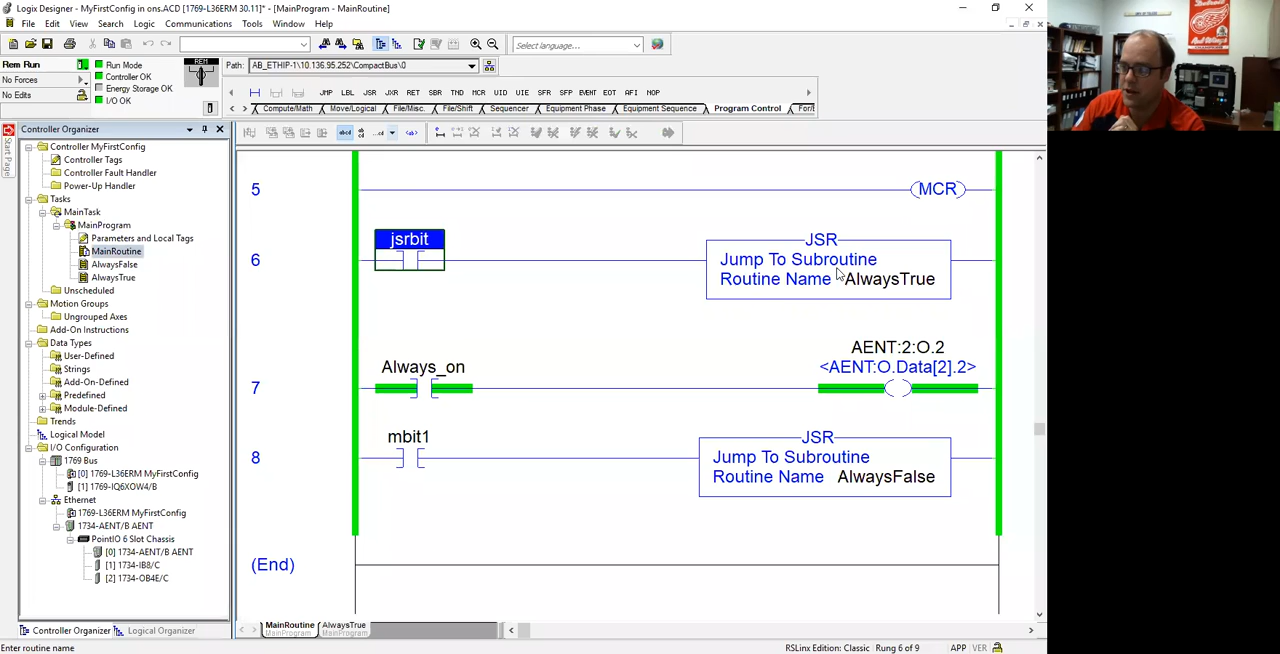 Logix Designer - MyFirstConfig in ons.ACD [1769-L36ERM 30.11]* - [MainProgram - MainRoutine]
File Edit View Search Logic Communications Tools Window Help
Select language...
Rem Run
No Forces
No Edits
Run Mode
Controller OK
Energy Storage OK
I/O OK
REM
Path: AB_ETHIP-1\10.136.95.252\CompactBus\0
JMP LBL JSR JXR RET SBR TND MCR UID UIE SFR SFP EVENT EOT AFI NOP
Compute/Math Move/Logical File/Misc. File/Shift Sequencer Equipment Phase Equipment Sequence Program Control For/B
Start Page
Controller Organizer
Controller MyFirstConfig
Controller Tags
Controller Fault Handler
Power-Up Handler
Tasks
MainTask
MainProgram
Parameters and Local Tags
MainRoutine
AlwaysFalse
AlwaysTrue
Unscheduled
Motion Groups
Ungrouped Axes
Add-On Instructions
Data Types
User-Defined
Strings
Add-On-Defined
Predefined
Module-Defined
Trends
Logical Model
I/O Configuration
1769 Bus
[0] 1769-L36ERM MyFirstConfig
[1] 1769-IQ6XOW4/B
Ethernet
1769-L36ERM MyFirstConfig
1734-AENT/B AENT
PointIO 6 Slot Chassis
[0] 1734-AENT/B AENT
[1] 1734-IB8/C
[2] 1734-OB4E/C
Controller Organizer Logical Organizer
5
MCR
6
jsrbit
JSR
Jump To Subroutine
Routine Name AlwaysTrue
7
Always_on
AENT:2:O.2
<AENT:O.Data[2].2>
8
mbit1
JSR
Jump To Subroutine
Routine Name AlwaysFalse
(End)
MainRoutine
MainProgram
AlwaysTrue
MainProgram
Enter routine name
RSLinx Edition: Classic Rung 6 of 9 APP VER
Red Wings